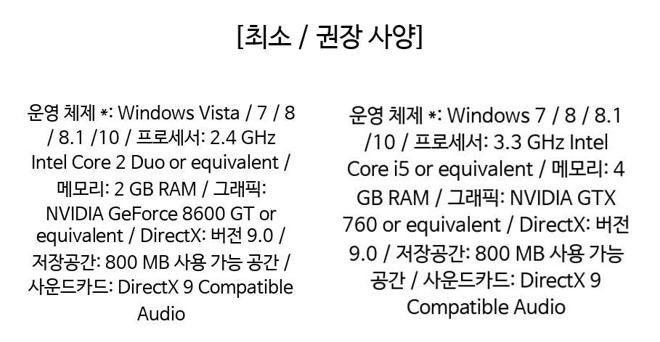 [최소 / 권장 사양]
운영 체제 *: Windows Vista / 7 / 8
/ 8.1 /10 / 프로세서: 2.4 GHz
Intel Core 2 Duo or equivalent /
메모리: 2 GB RAM / 그래픽:
NVIDIA GeForce 8600 GT or
equivalent / DirectX: 버전 9.0 /
저장공간: 800 MB 사용 가능 공간 /
사운드카드: DirectX 9 Compatible
Audio
운영 체제 *: Windows 7 / 8 / 8.1
/10 / 프로세서: 3.3 GHz Intel
Core i5 or equivalent / 메모리: 4
GB RAM / 그래픽: NVIDIA GTX
760 or equivalent / DirectX: 버전
9.0 / 저장공간: 800 MB 사용 가능
공간 / 사운드카드: DirectX 9
Compatible Audio